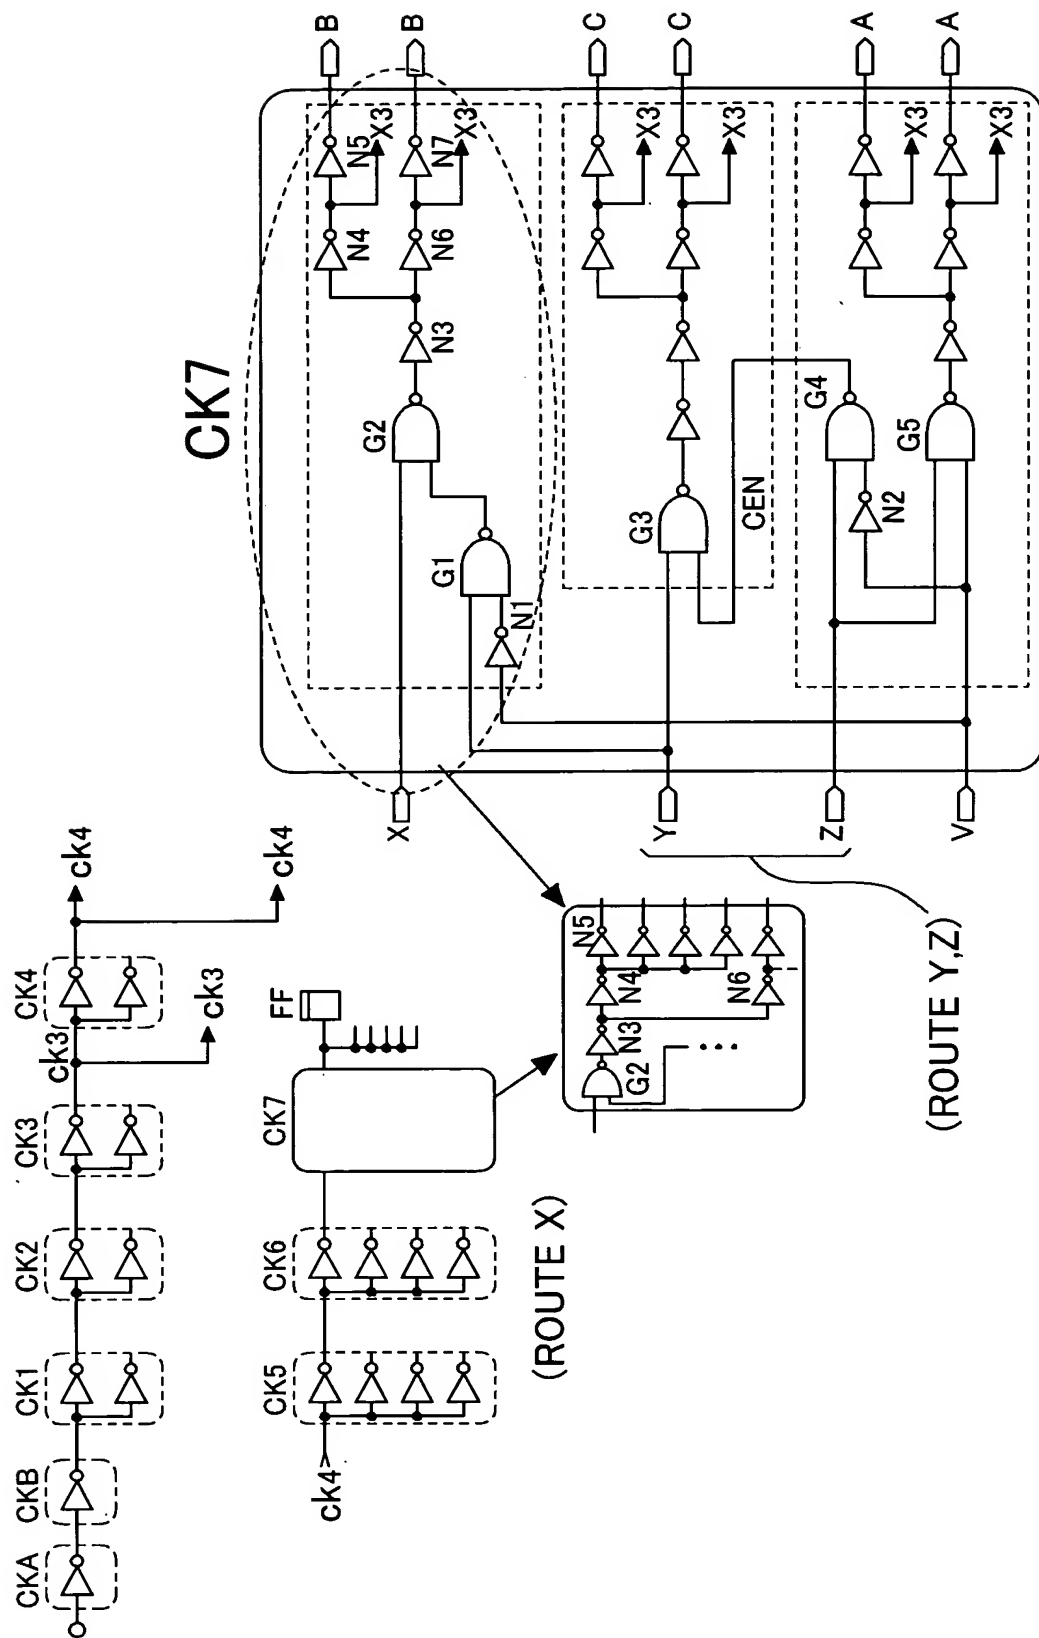 CKA
CKB
CK1
CK2
CK3
ck3
CK4
ck4
ck3
ck4
ck4
CK5
CK6
CK7
FF
(ROUTE X)
G2
N3
N4
N5
N6
(ROUTE Y,Z)
CK7
X
Y
Z
V
N1
G1
G2
N3
N4
N5
X3
B
N6
N7
X3
B
G3
CEN
X3
C
X3
C
N2
G4
G5
X3
A
X3
A